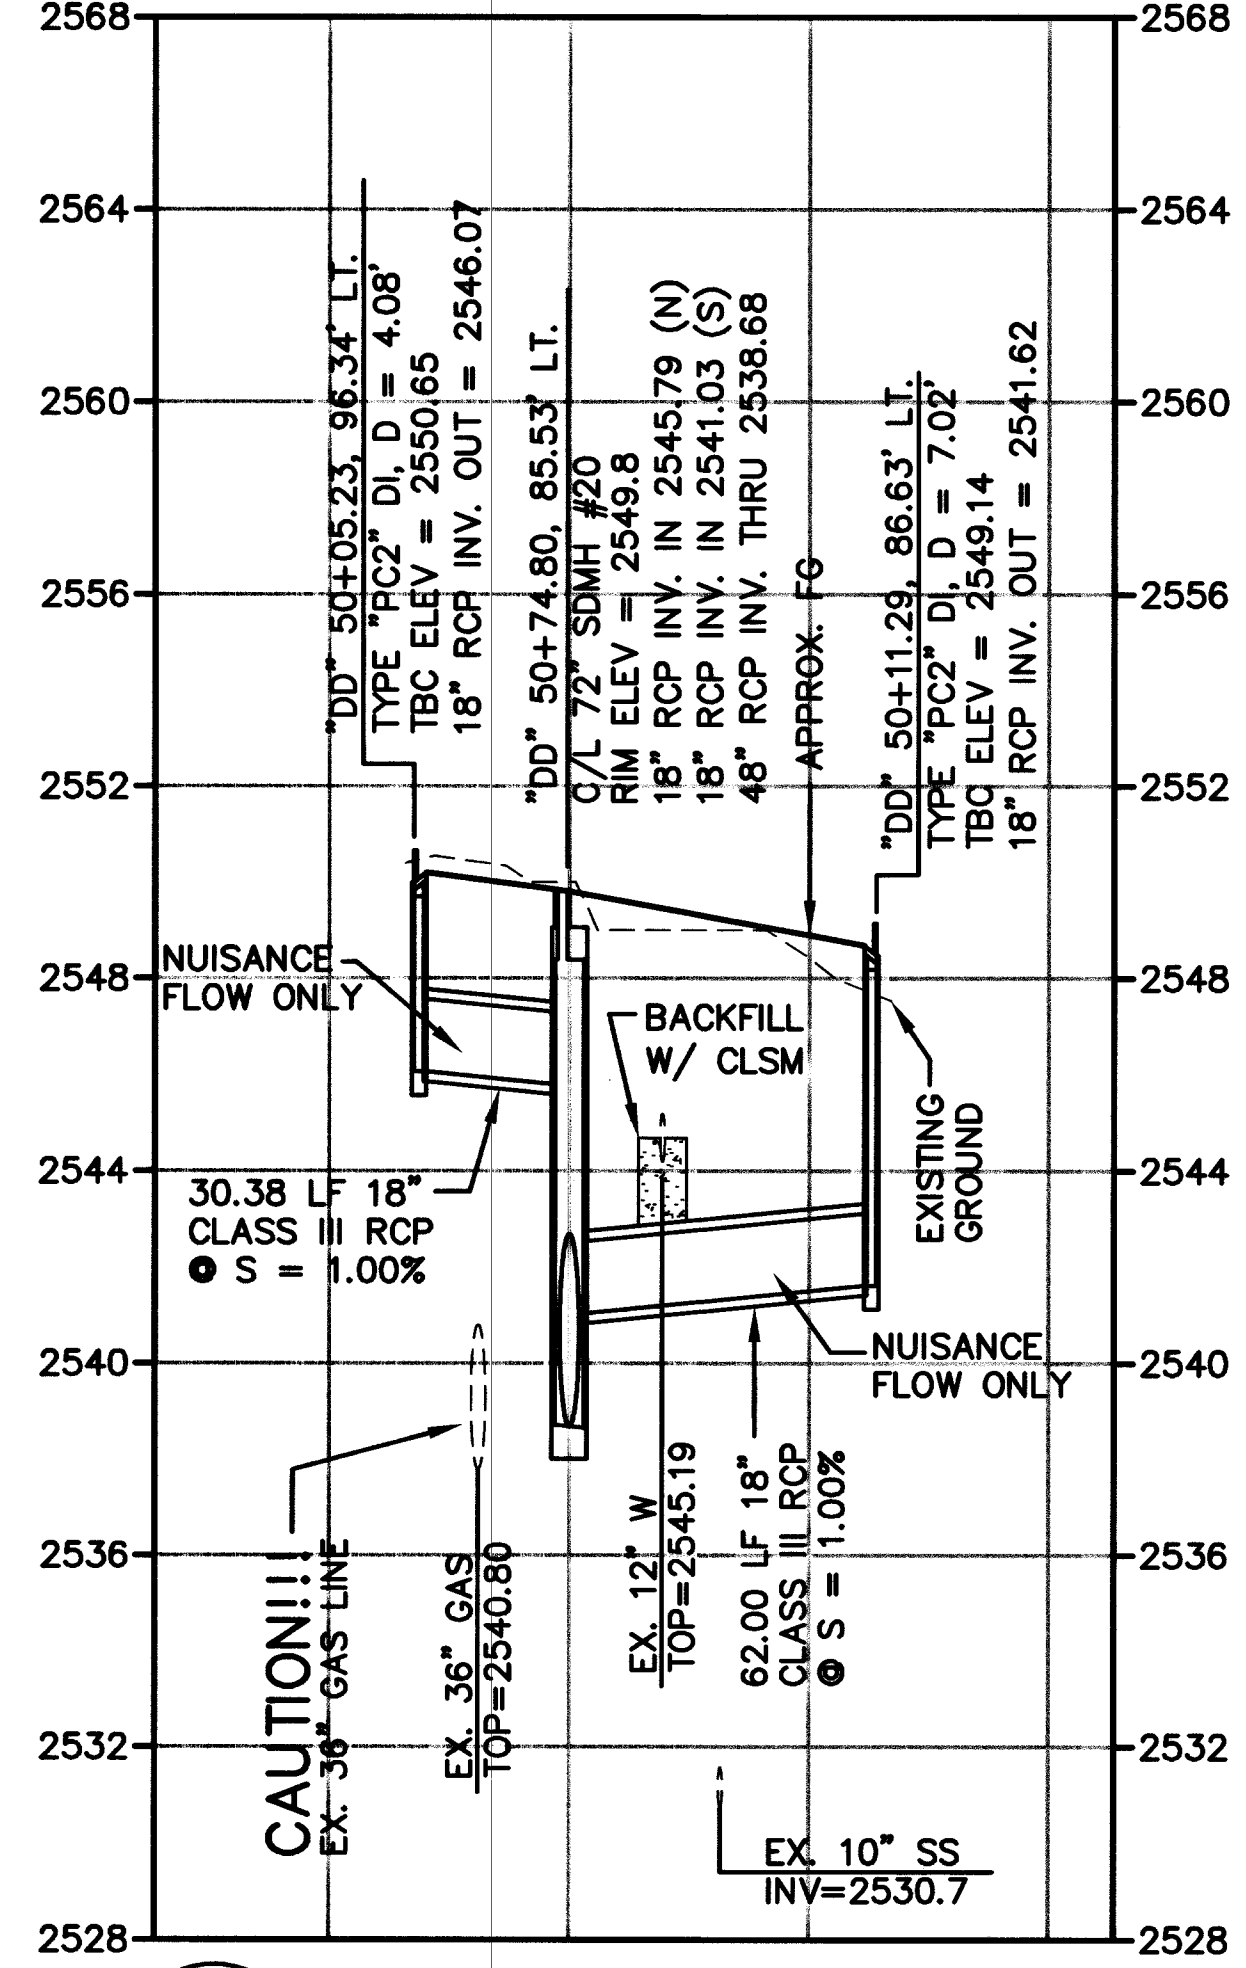 2568
2564
2560
2556
2552
2548
2544
2540
2536
2532
2528
2568
2564
2560
2556
2552
2548
2544
2540
2536
2532
2528
"DD" 50+05.23, 96.34' LT.
TYPE "PC2" DI, D = 4.08'
TBC ELEV = 2550.65
18" RCP INV. OUT = 2546.07
"DD" 50+74.80, 85.53' LT.
C/L 72" SDMH #20
RIM ELEV = 2549.8
18" RCP INV. IN 2545.79 (N)
18" RCP INV. IN 2541.03 (S)
48" RCP INV. THRU 2538.68
APPROX. FG
"DD" 50+11.29, 86.63' LT.
TYPE "PC2" DI, D = 7.02'
TBC ELEV = 2549.14
18" RCP INV. OUT = 2541.62
NUISANCE
FLOW ONLY
BACKFILL
W/ CLSM
EXISTING
GROUND
30.38 LF 18"
CLASS III RCP
@ S = 1.00%
NUISANCE
FLOW ONLY
CAUTION!!!
EX. 36" GAS LINE
EX. 36" GAS
TOP=2540.80
EX. 12" W
TOP=2545.19
62.00 LF 18"
CLASS III RCP
@ S = 1.00%
EX. 10" SS
INV=2530.7